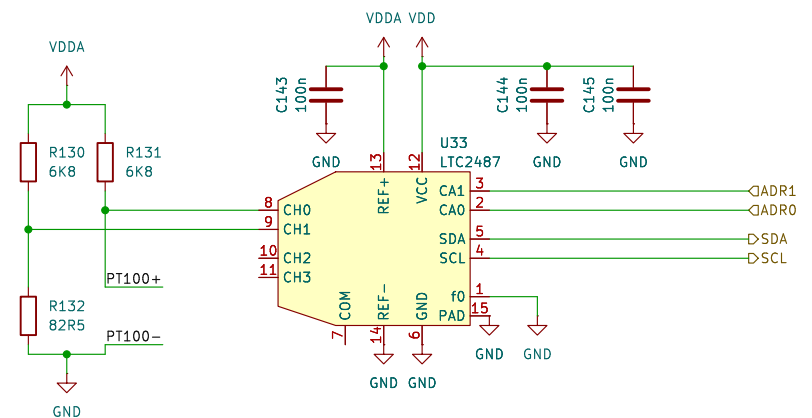 VDDA VDD
VDDA
C143
100n
C144
100n
C145
100n
GND
GND
GND
U33
LTC2487
R130
6K8
R131
6K8
13
12
REF+
VCC
8
CH0
9
CH1
10
CH2
11
CH3
CA1
3
ADR1
CA0
2
ADR0
SDA
5
SDA
SCL
4
SCL
f0
1
PAD
15
COM
REF-
GND
7
14
6
PT100+
R132
82R5
PT100-
GND
GND
GND
GND
GND